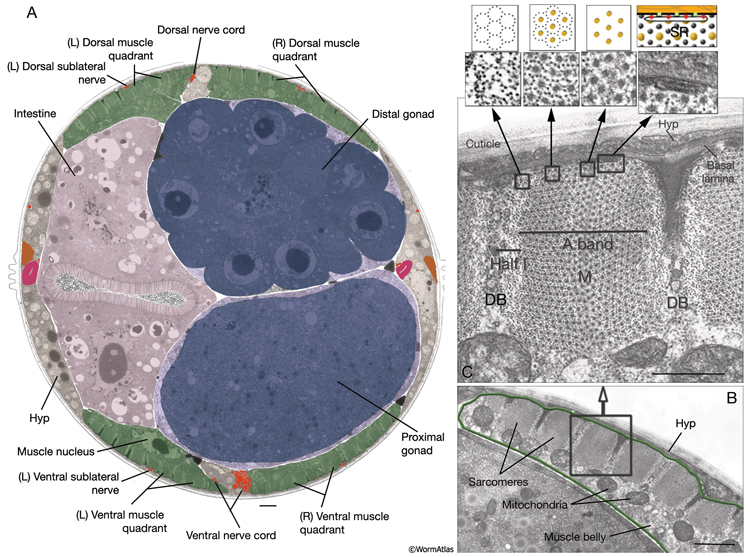 A
Dorsal nerve cord
(L) Dorsal muscle
quadrant
(R) Dorsal muscle
quadrant
(L) Dorsal sublateral
nerve
Intestine
Distal gonad
Hyp
Muscle nucleus
(L) Ventral sublateral
nerve
(L) Ventral muscle
quadrant
Ventral nerve cord
(R) Ventral muscle
quadrant
Proximal
gonad
©WormAtlas
SR
Cuticle
Hyp
Basal
lamina
A band
Half I
M
DB
DB
C
B
Hyp
Sarcomeres
Mitochondria
Muscle belly